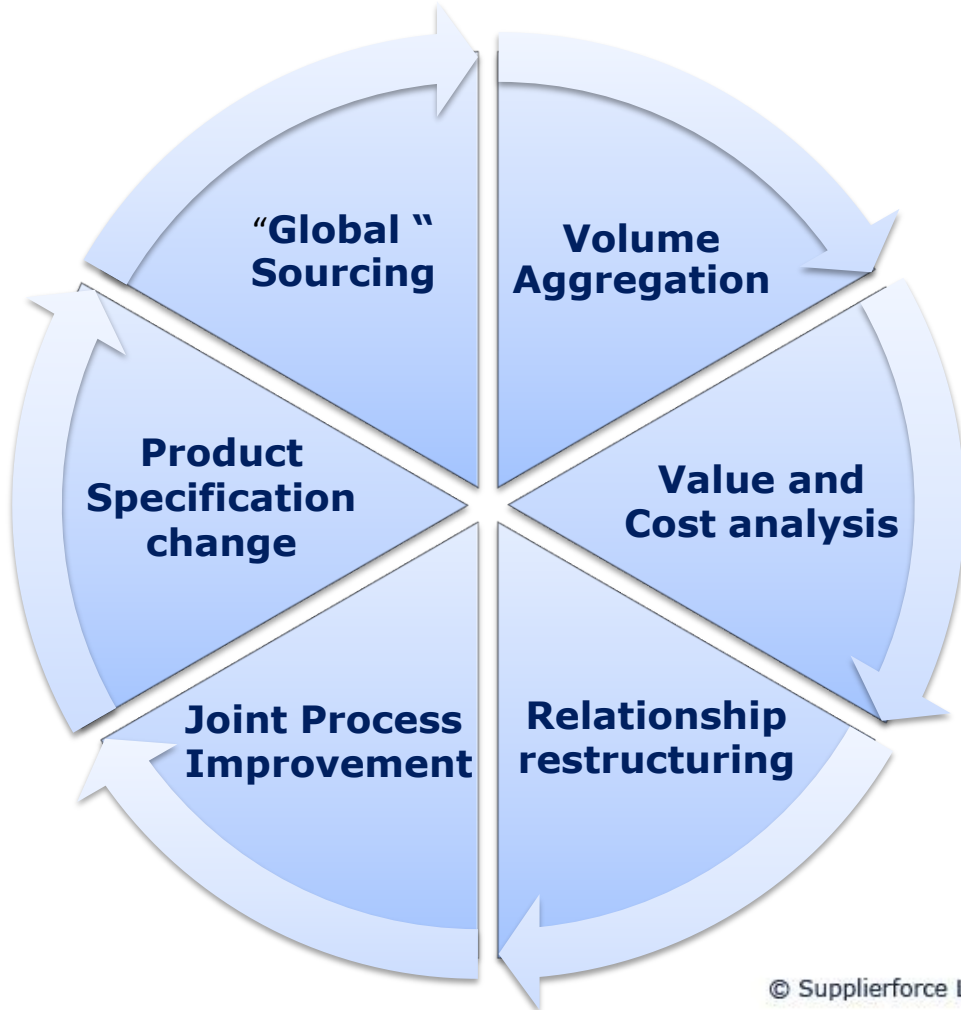 “Global “
Sourcing
Volume
Aggregation
Value and
Cost analysis
Relationship
restructuring
Joint Process
Improvement
Product
Specification
change
© Supplierforce